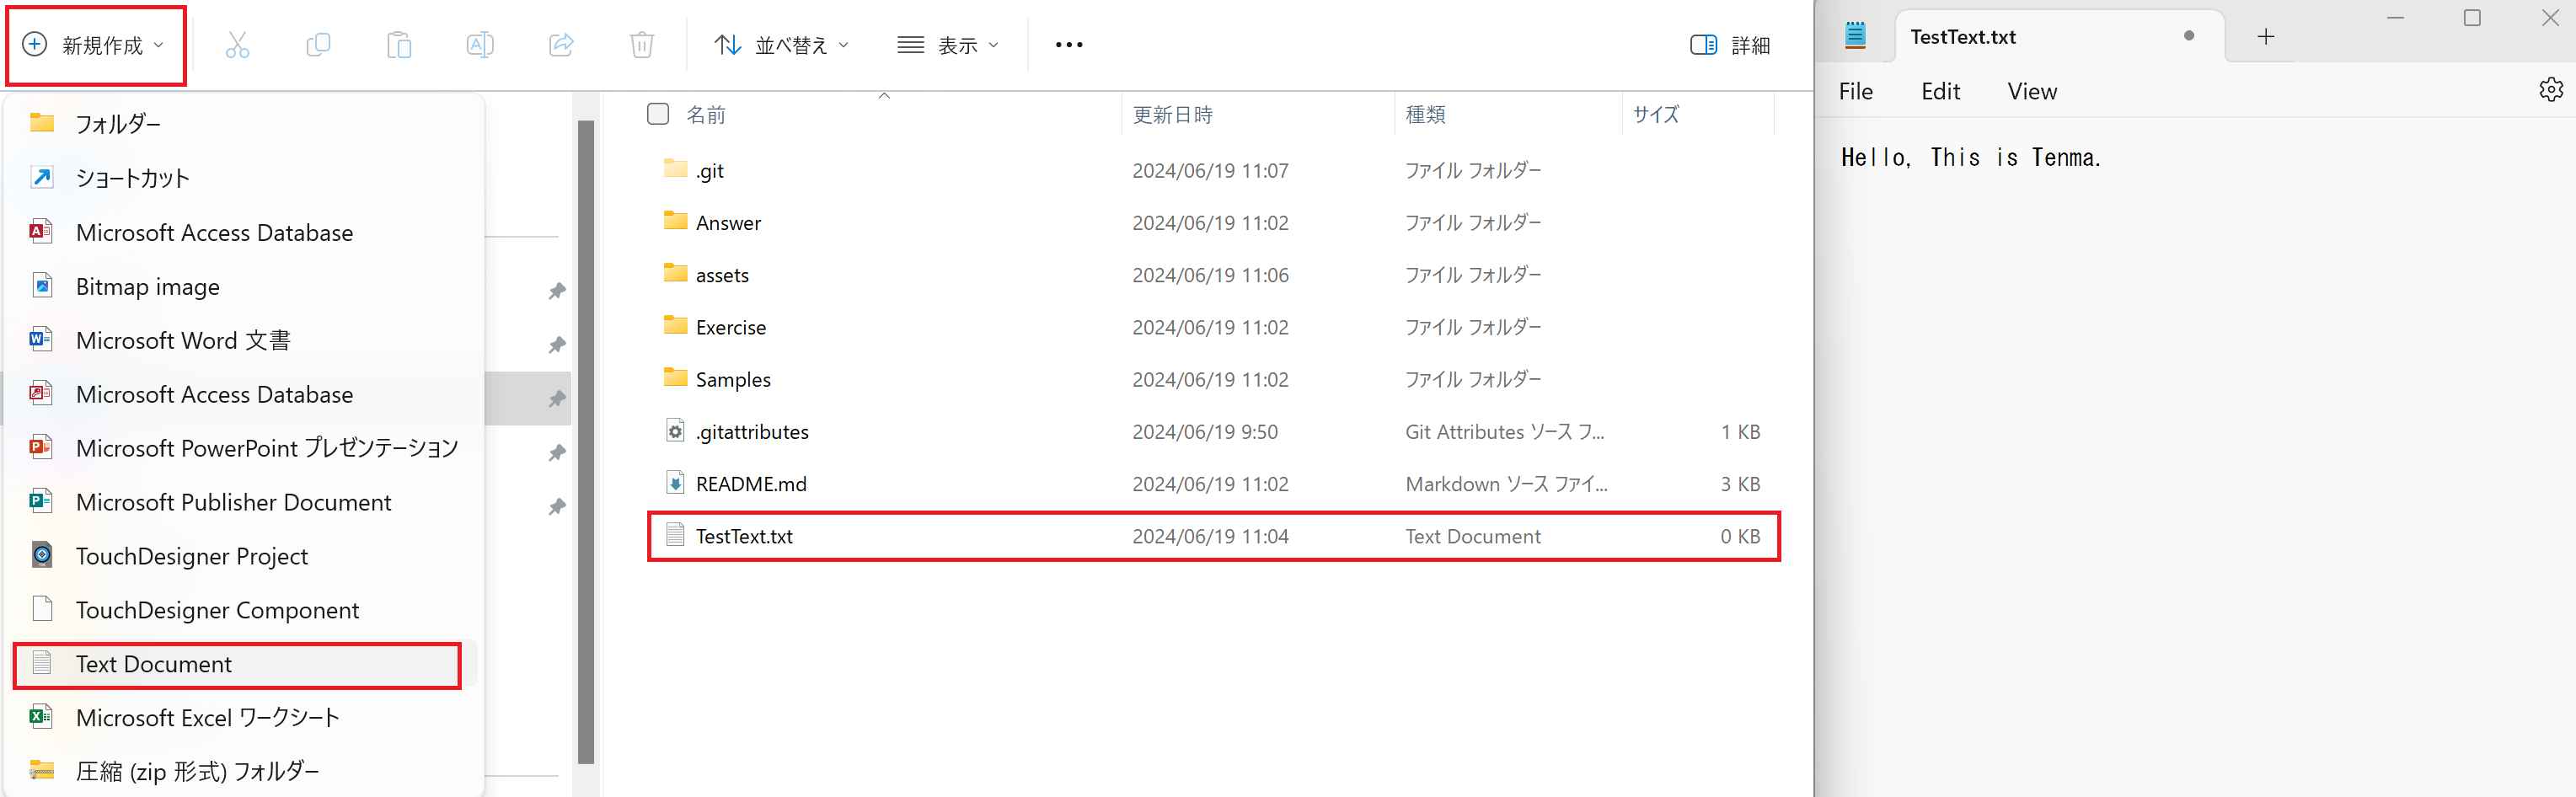 新規作成
並べ替え
表示
詳細
フォルダー
ショートカット
Microsoft Access Database
Bitmap image
Microsoft Word 文書
Microsoft Access Database
Microsoft PowerPoint プレゼンテーション
Microsoft Publisher Document
TouchDesigner Project
TouchDesigner Component
Text Document
Microsoft Excel ワークシート
圧縮 (zip 形式) フォルダー
名前 更新日時 種類 サイズ
.git 2024/06/19 11:07 ファイル フォルダー
Answer 2024/06/19 11:02 ファイル フォルダー
assets 2024/06/19 11:06 ファイル フォルダー
Exercise 2024/06/19 11:02 ファイル フォルダー
Samples 2024/06/19 11:02 ファイル フォルダー
.gitattributes 2024/06/19 9:50 Git Attributes ソース フ... 1 KB
README.md 2024/06/19 11:02 Markdown ソース ファイ... 3 KB
TestText.txt 2024/06/19 11:04 Text Document 0 KB
TestText.txt
File Edit View
Hello, This is Tenma.